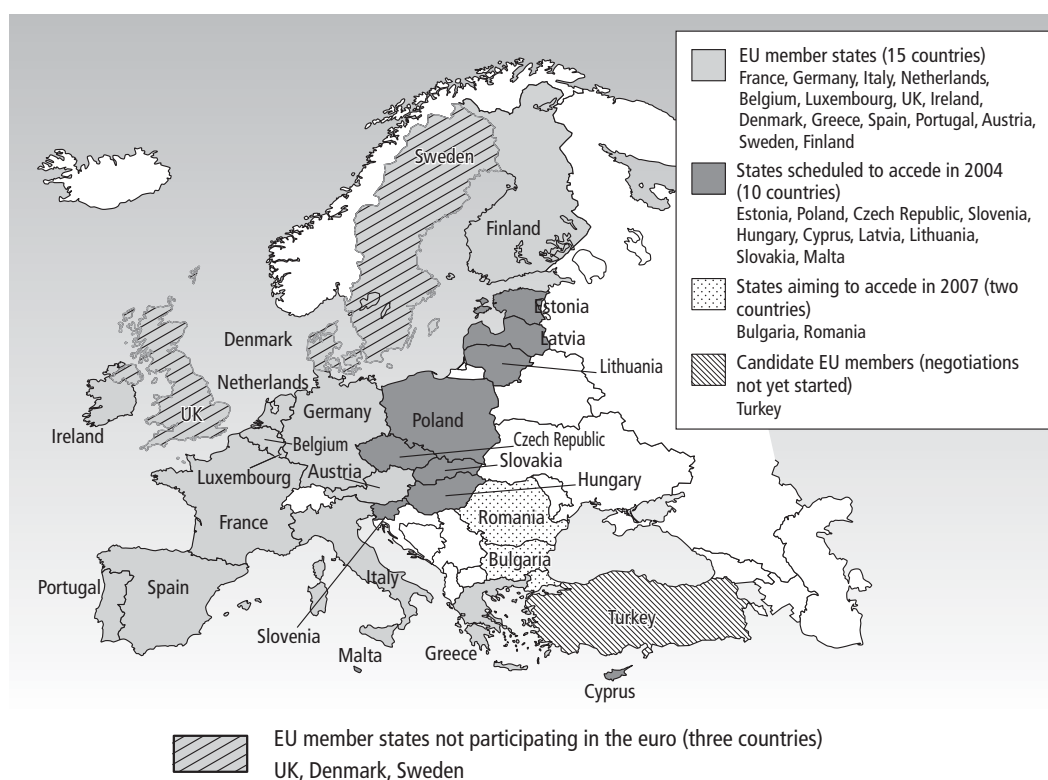 EU member states (15 countries)
France, Germany, Italy, Netherlands,
Belgium, Luxembourg, UK, Ireland,
Denmark, Greece, Spain, Portugal, Austria,
Sweden, Finland
States scheduled to accede in 2004
(10 countries)
Estonia, Poland, Czech Republic, Slovenia,
Hungary, Cyprus, Latvia, Lithuania,
Slovakia, Malta
States aiming to accede in 2007 (two
countries)
Bulgaria, Romania
Candidate EU members (negotiations
not yet started)
Turkey
Sweden
Finland
Estonia
Denmark
Latvia
Lithuania
Netherlands
Germany
UK
Poland
Ireland
Belgium
Czech Republic
Slovakia
Luxembourg
Austria
Hungary
France
Romania
Bulgaria
Portugal
Spain
Italy
Turkey
Slovenia
Malta
Greece
Cyprus
EU member states not participating in the euro (three countries)
UK, Denmark, Sweden